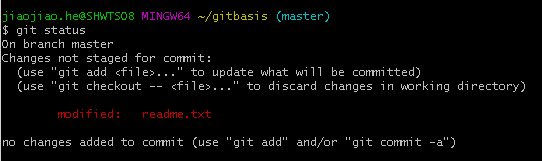 jiaojiao.he@SHWTSO8 MINGW64 ~/gitbasis (master)
$ git status
On branch master
Changes not staged for commit:
  (use "git add <file>..." to update what will be committed)
  (use "git checkout -- <file>..." to discard changes in working directory)
        modified:   readme.txt
no changes added to commit (use "git add" and/or "git commit -a")